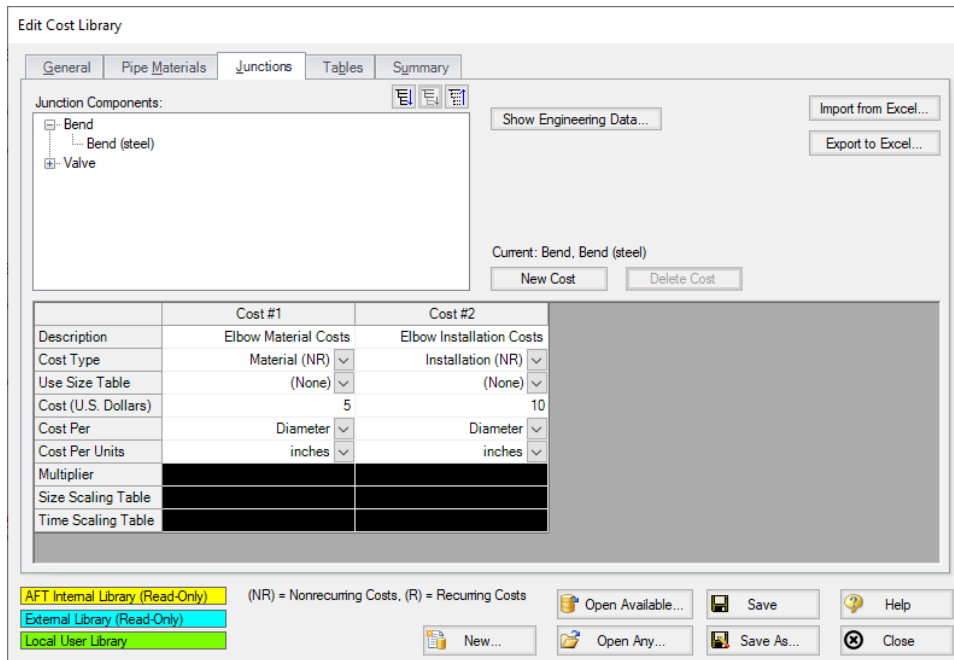 Edit Cost Library
General Pipe Materials Junctions Tables Summary
Junction Components:
Bend
Bend (steel)
Valve
Show Engineering Data...
Import from Excel...
Export to Excel...
Current: Bend, Bend (steel)
New Cost Delete Cost
Cost #1 Cost #2
Description Elbow Material Costs Elbow Installation Costs
Cost Type Material (NR) Installation (NR)
Use Size Table (None) (None)
Cost (U.S. Dollars) 5 10
Cost Per Diameter Diameter
Cost Per Units inches inches
Multiplier
Size Scaling Table
Time Scaling Table
AFT Internal Library (Read-Only)
External Library (Read-Only)
Local User Library
(NR) = Nonrecurring Costs, (R) = Recurring Costs
Open Available... Save Help
New... Open Any... Save As... Close